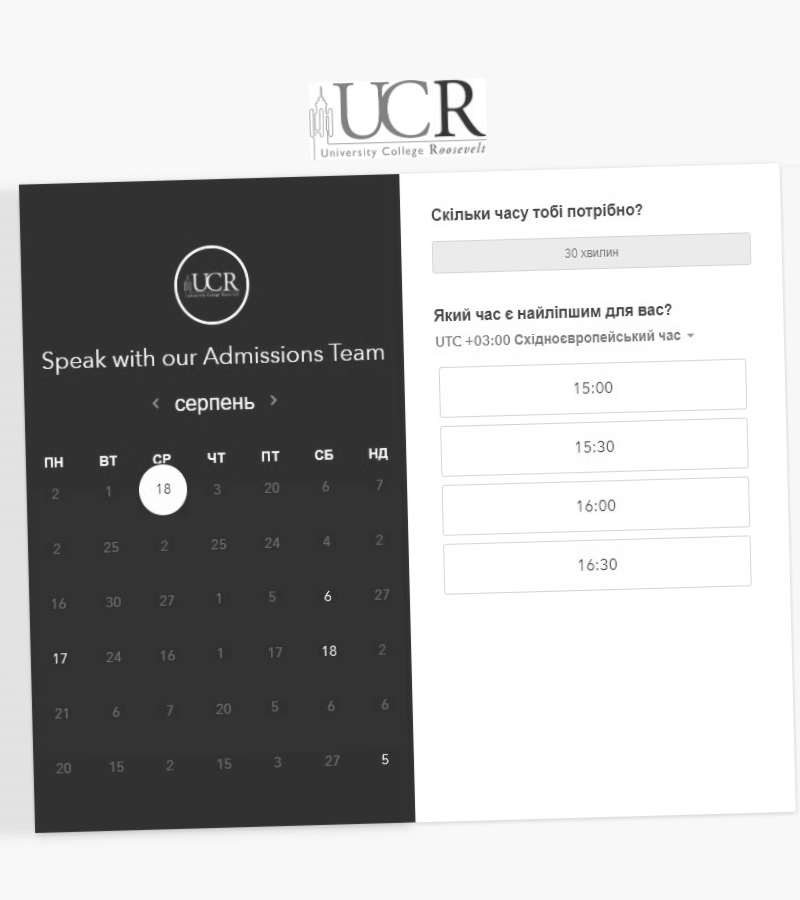 UCR
University College Roosevelt
UCR
University College Roosevelt
Speak with our Admissions Team
серпень
ПН ВТ СР ЧТ ПТ СБ НД
2 1 18 3 20 6 7
2 25 2 25 24 4 2
16 30 27 1 5 6 27
17 24 16 1 17 18 2
21 6 7 20 5 6 6
20 15 2 15 3 27 5
Скільки часу тобі потрібно?
30 хвилин
Який час є найліпшим для вас?
UTC +03:00 Східноєвропейський час
15:00
15:30
16:00
16:30